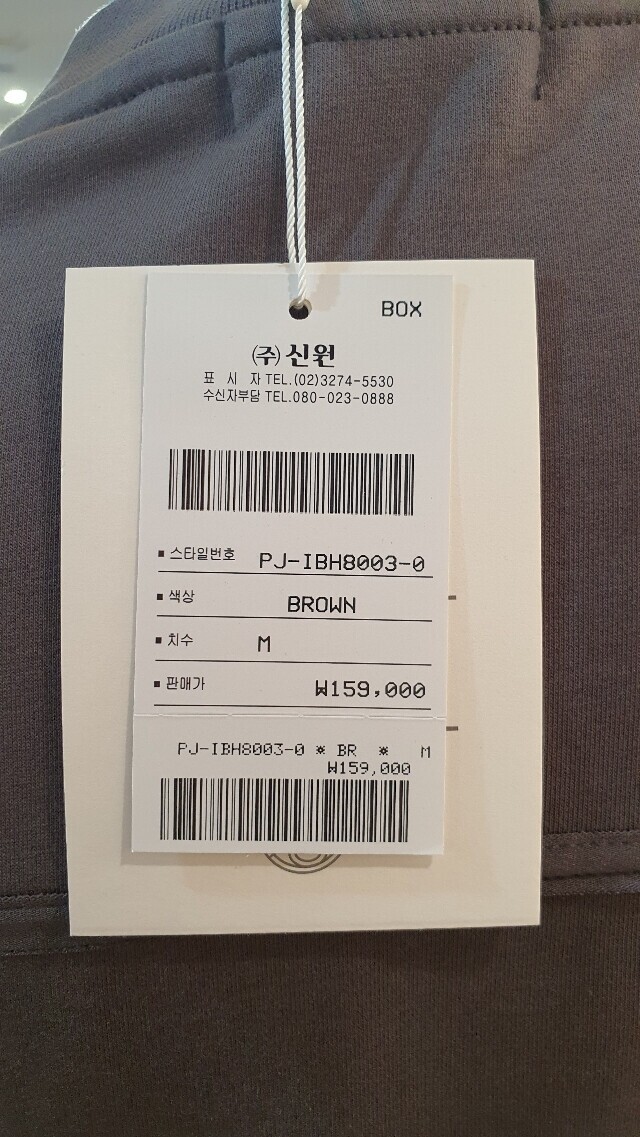 BOX
(주)신원
표 시 자 TEL.(02)3274-5530
수신자부담 TEL.080-023-0888
▪ 스타일번호 PJ-IBH8003-0
▪ 색상 BROWN
▪ 치수 M
▪ 판매가 ₩159,000
PJ-IBH8003-0 * BR * M
₩159,000